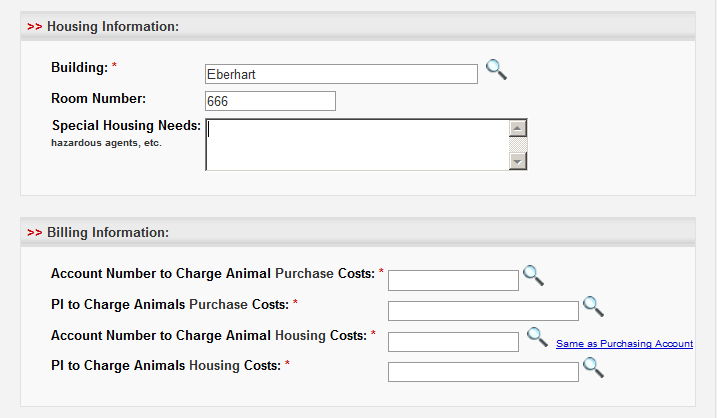 >> Housing Information:
Building: * Eberhart
Room Number: 666
Special Housing Needs:
hazardous agents, etc.
>> Billing Information:
Account Number to Charge Animal Purchase Costs: *
PI to Charge Animals Purchase Costs: *
Account Number to Charge Animal Housing Costs: * Same as Purchasing Account
PI to Charge Animals Housing Costs: *